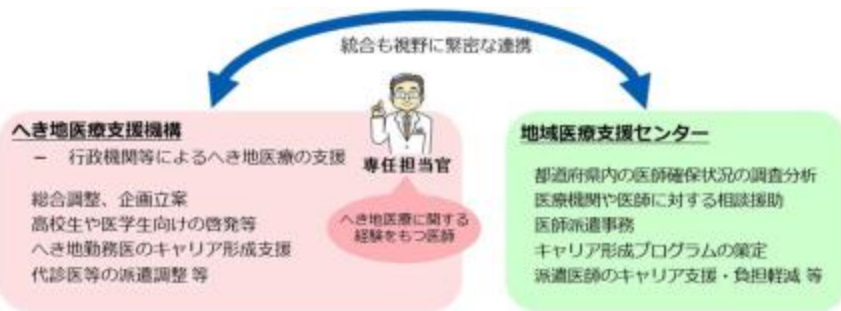 統合も視野に緊密な連携
へき地医療支援機構
－ 行政機関等によるへき地医療の支援
総合調整、企画立案
高校生や医学生向けの啓発等
へき地勤務医のキャリア形成支援
代診医等の派遣調整 等
専任担当官
へき地医療に関する
経験をもつ医師
地域医療支援センター
都道府県内の医師確保状況の調査分析
医療機関や医師に対する相談援助
医師派遣事務
キャリア形成プログラムの策定
派遣医師のキャリア支援・負担軽減 等